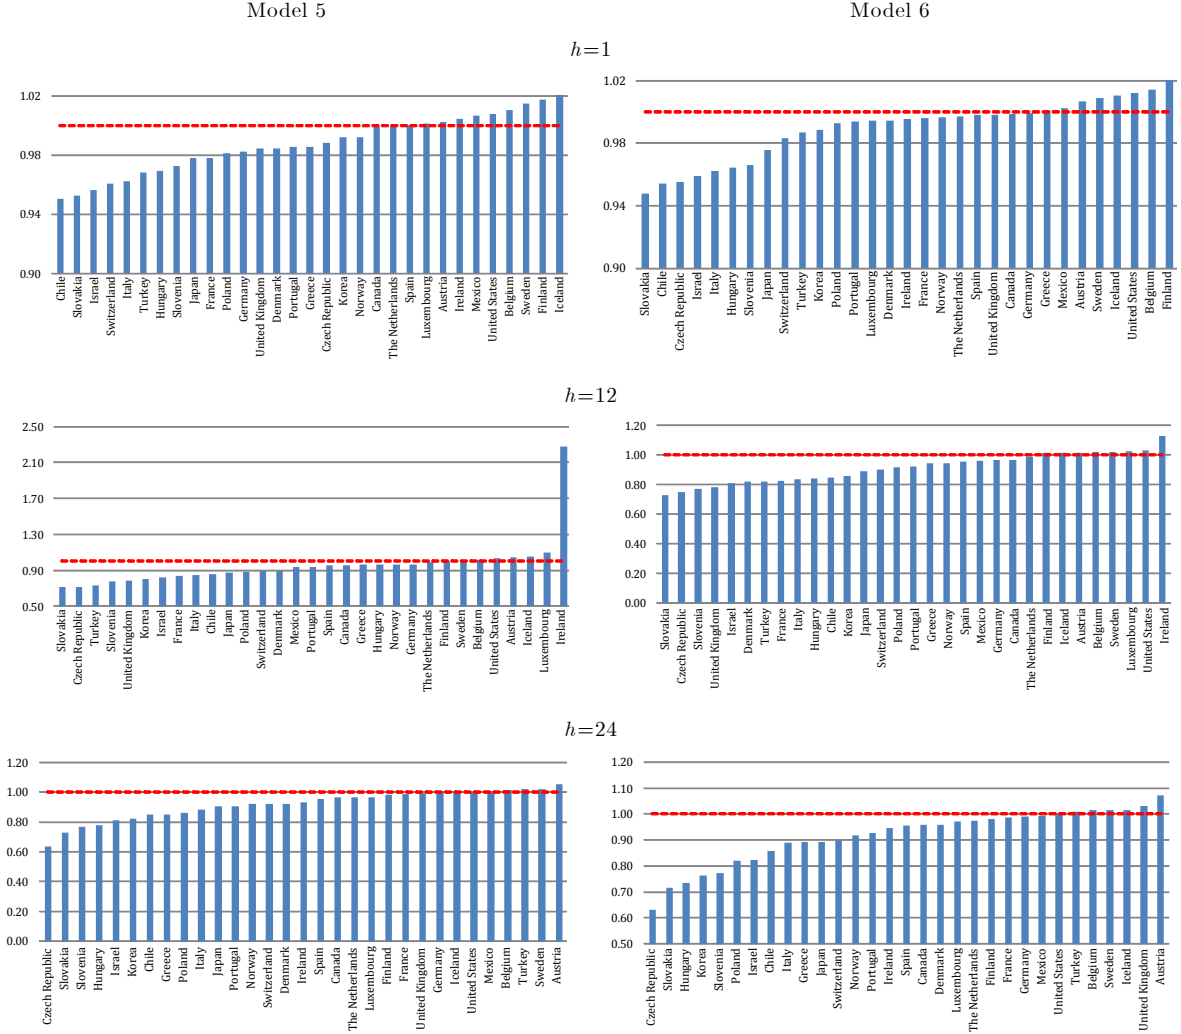 Model 5
Model 6
h=1
1.02
0.98
0.94
0.90
Chile
Slovakia
Israel
Switzerland
Italy
Turkey
Hungary
Slovenia
Japan
France
Poland
Germany
United Kingdom
Denmark
Portugal
Greece
Czech Republic
Korea
Norway
Canada
The Netherlands
Spain
Luxembourg
Austria
Ireland
Mexico
United States
Belgium
Sweden
Finland
Iceland
1.02
0.98
0.94
0.90
Slovakia
Chile
Czech Republic
Israel
Italy
Hungary
Slovenia
Japan
Switzerland
Turkey
Korea
Poland
Portugal
Luxembourg
Denmark
Ireland
France
Norway
The Netherlands
Spain
United Kingdom
Canada
Germany
Greece
Mexico
Austria
Sweden
Iceland
United States
Belgium
Finland
h=12
2.50
2.10
1.70
1.30
0.90
0.50
Slovakia
Czech Republic
Turkey
Slovenia
United Kingdom
Korea
Israel
France
Italy
Chile
Japan
Poland
Switzerland
Denmark
Mexico
Portugal
Spain
Canada
Greece
Hungary
Norway
Germany
The Netherlands
Finland
Sweden
Belgium
United States
Austria
Iceland
Luxembourg
Ireland
1.20
1.00
0.80
0.60
0.40
0.20
0.00
Slovakia
Czech Republic
Slovenia
United Kingdom
Israel
Denmark
Turkey
France
Italy
Hungary
Chile
Korea
Japan
Switzerland
Poland
Portugal
Greece
Norway
Spain
Mexico
Germany
Canada
The Netherlands
Finland
Iceland
Austria
Belgium
Sweden
Luxembourg
United States
Ireland
h=24
1.20
1.00
0.80
0.60
0.40
0.20
0.00
Czech Republic
Slovakia
Slovenia
Hungary
Israel
Korea
Chile
Greece
Poland
Italy
Japan
Portugal
Norway
Switzerland
Denmark
Ireland
Spain
Canada
The Netherlands
Luxembourg
Finland
France
United Kingdom
Germany
Iceland
United States
Mexico
Belgium
Turkey
Sweden
Austria
1.20
1.10
1.00
0.90
0.80
0.70
0.60
0.50
Czech Republic
Slovakia
Hungary
Korea
Slovenia
Poland
Israel
Chile
Italy
Greece
Japan
Switzerland
Norway
Portugal
Ireland
Spain
Canada
Denmark
Luxembourg
The Netherlands
Finland
France
Germany
Mexico
United States
Turkey
Belgium
Sweden
Iceland
United Kingdom
Austria